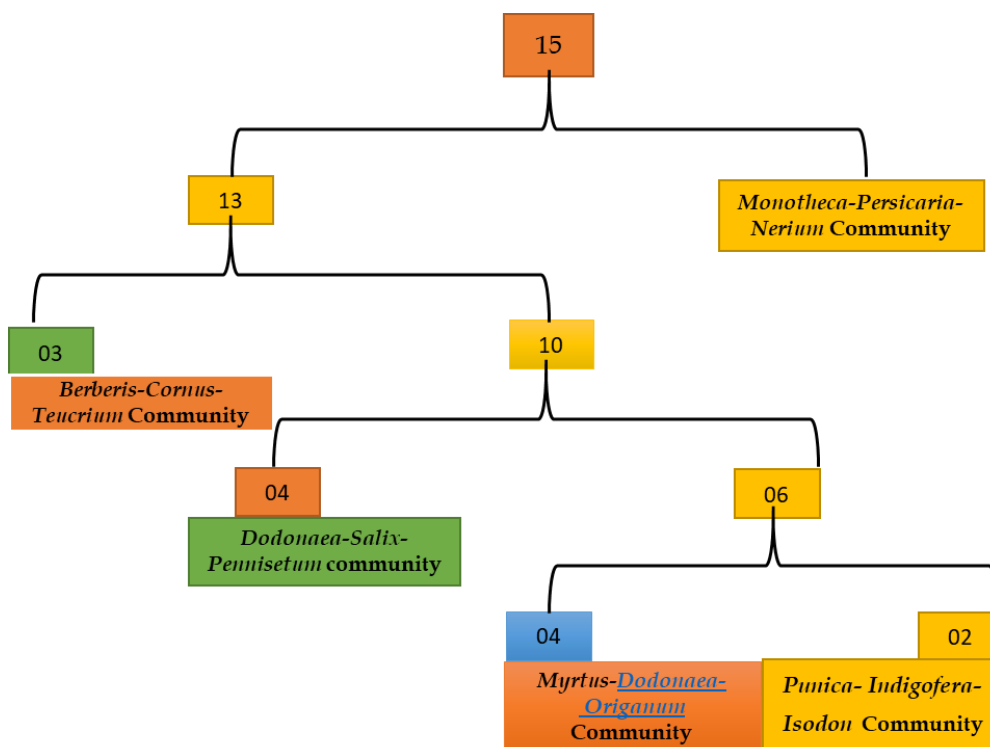 15
13
Monotheca-Persicaria-
Nerium Community
03
10
Berberis-Cornus-
Teucrium Community
04
06
Dodonaea-Salix-
Pennisetum community
04
02
Myrtus-Dodonaea-
Origanum
Community
Punica- Indigofera-
Isodon Community